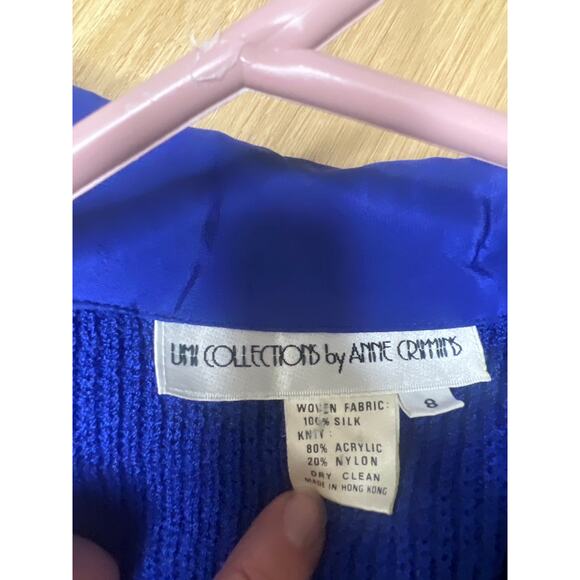 UMI COLLECTIONS by ANNE CRIMMINS
8
WOVEN FABRIC:
100% SILK
KNIT:
80% ACRYLIC
20% NYLON
DRY CLEAN
MADE IN HONG KONG